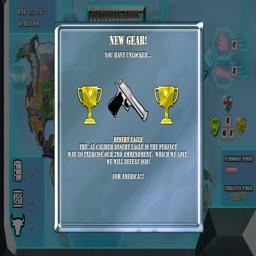 NEW GEAR!
YOU HAVE UNLOCKED...
DESERT EAGLE
THE .45 CALIBER DESERT EAGLE IS THE PERFECT
WAY TO EXERCISE OUR 2ND AMENDMENT. WHICH WE LOVE.
WE WILL DEFEAT ISIS!
FOR AMERICA!!!